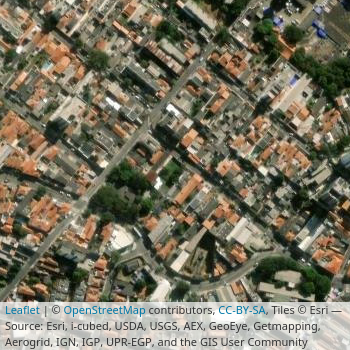 Leaflet | © OpenStreetMap contributors, CC-BY-SA, Tiles © Esri —
Source: Esri, i-cubed, USDA, USGS, AEX, GeoEye, Getmapping,
Aerogrid, IGN, IGP, UPR-EGP, and the GIS User Community